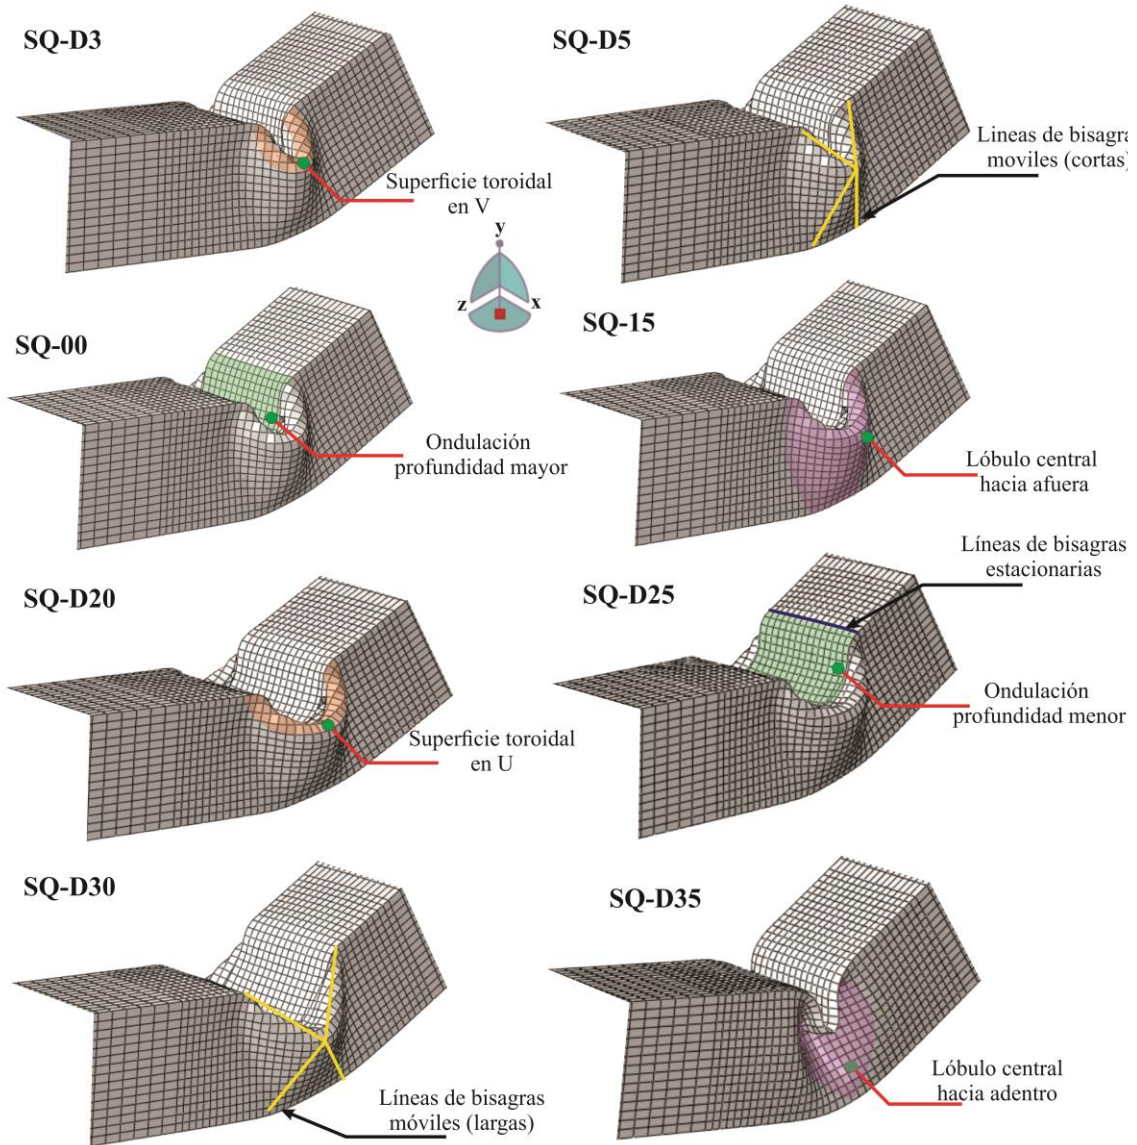 SQ-D3
SQ-D5
Lineas de bisagra
moviles (cortas)
Superficie toroidal
en V
y
z
x
SQ-00
SQ-15
Ondulación
profundidad mayor
Lóbulo central
hacia afuera
Líneas de bisagras
estacionarias
SQ-D20
SQ-D25
Ondulación
profundidad menor
Superficie toroidal
en U
SQ-D30
SQ-D35
Líneas de bisagras
móviles (largas)
Lóbulo central
hacia adentro